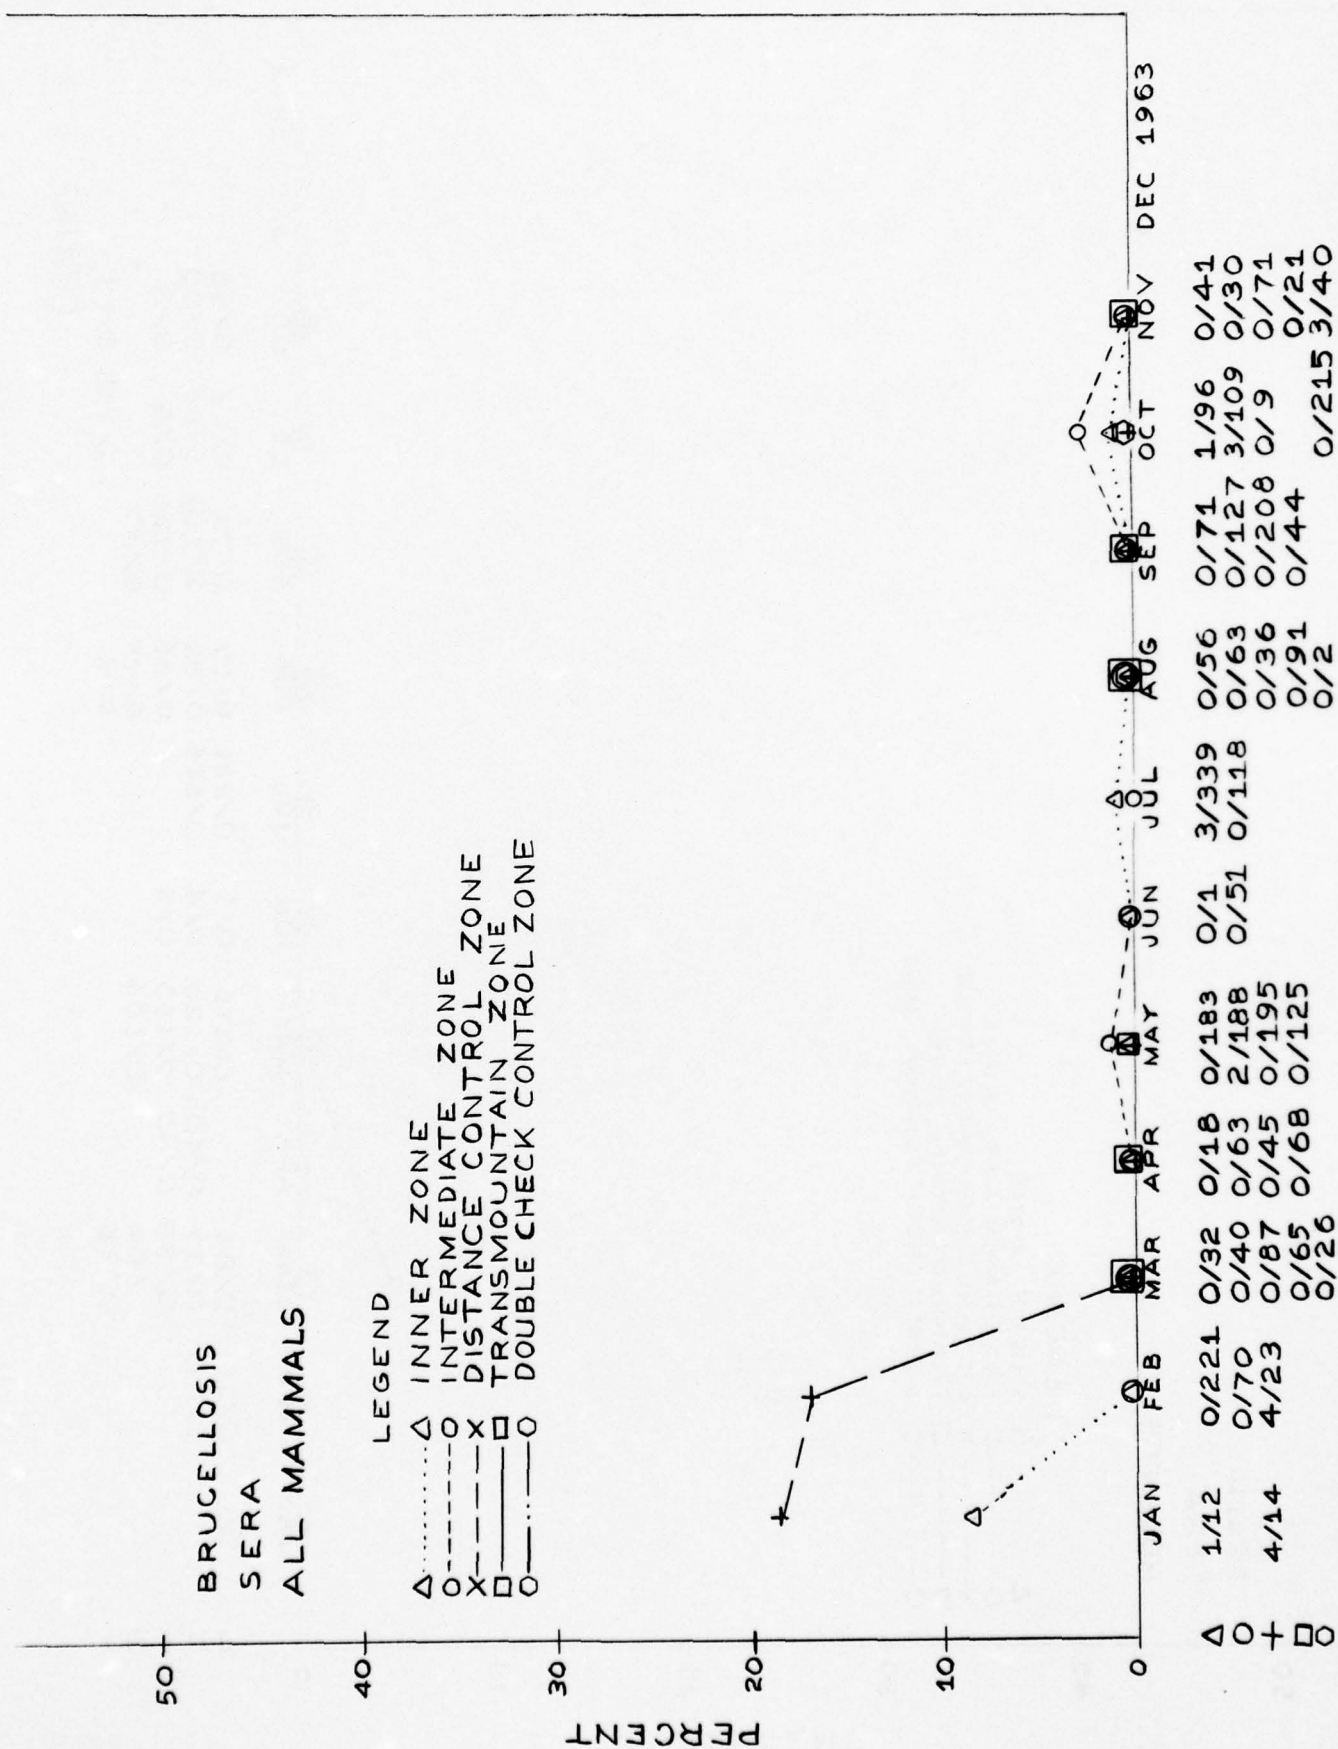 BRUCELLOSIS
SERA
ALL MAMMALS
LEGEND
INNER ZONE
INTERMEDIATE ZONE
DISTANCE CONTROL ZONE
TRANSMOUNTAIN ZONE
DOUBLE CHECK CONTROL ZONE
PERCENT
50
40
30
20
10
0
JAN FEB MAR APR MAY JUN JUL AUG SEP OCT NOV DEC 1963
△ 1/12 0/221 0/32 0/18 0/183 0/1 3/339 0/56 0/71 1/96 0/41
○ 0/70 0/40 0/63 2/188 0/51 0/118 0/63 0/127 3/109 0/30
+ 4/14 4/23 0/87 0/45 0/195 0/36 0/208 0/9 0/71
□ 0/65 0/68 0/125 0/91 0/44 0/21
⬡ 0/26 0/2 0/215 3/40